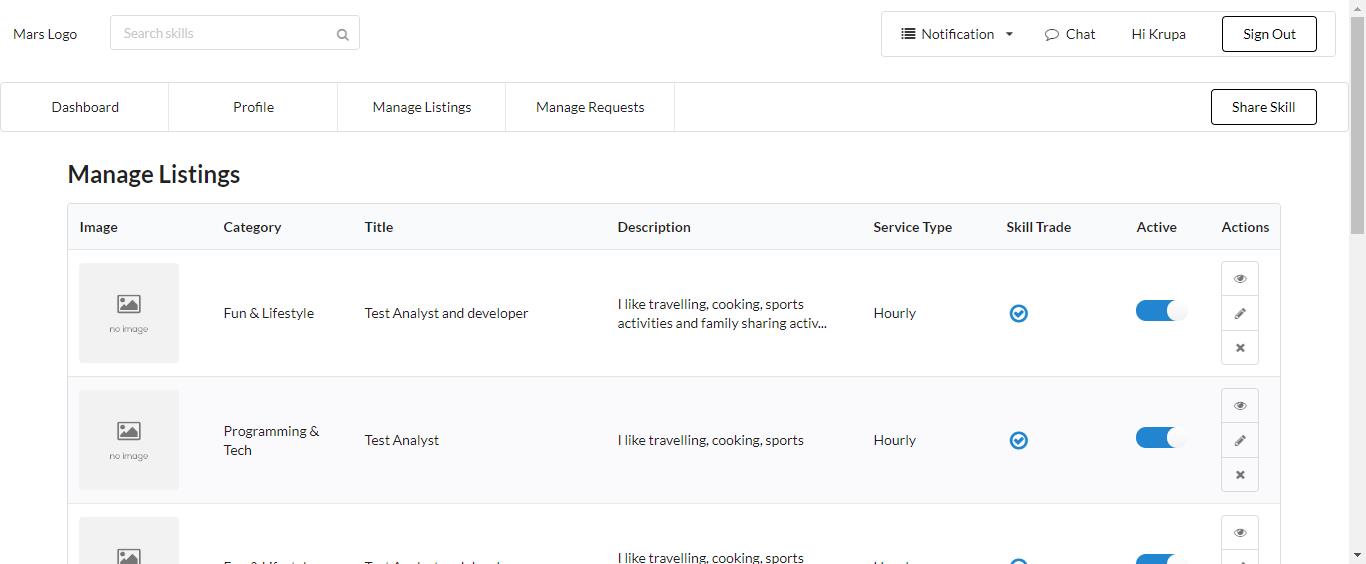 Mars Logo
Search skills
Notification
Chat
Hi Krupa
Sign Out
Dashboard
Profile
Manage Listings
Manage Requests
Share Skill
Manage Listings
Image
Category
Title
Description
Service Type
Skill Trade
Active
Actions
no image
Fun & Lifestyle
Test Analyst and developer
I like travelling, cooking, sports
activities and family sharing activ...
Hourly
no image
Programming &
Tech
Test Analyst
I like travelling, cooking, sports
Hourly
I like travelling, cooking, sports